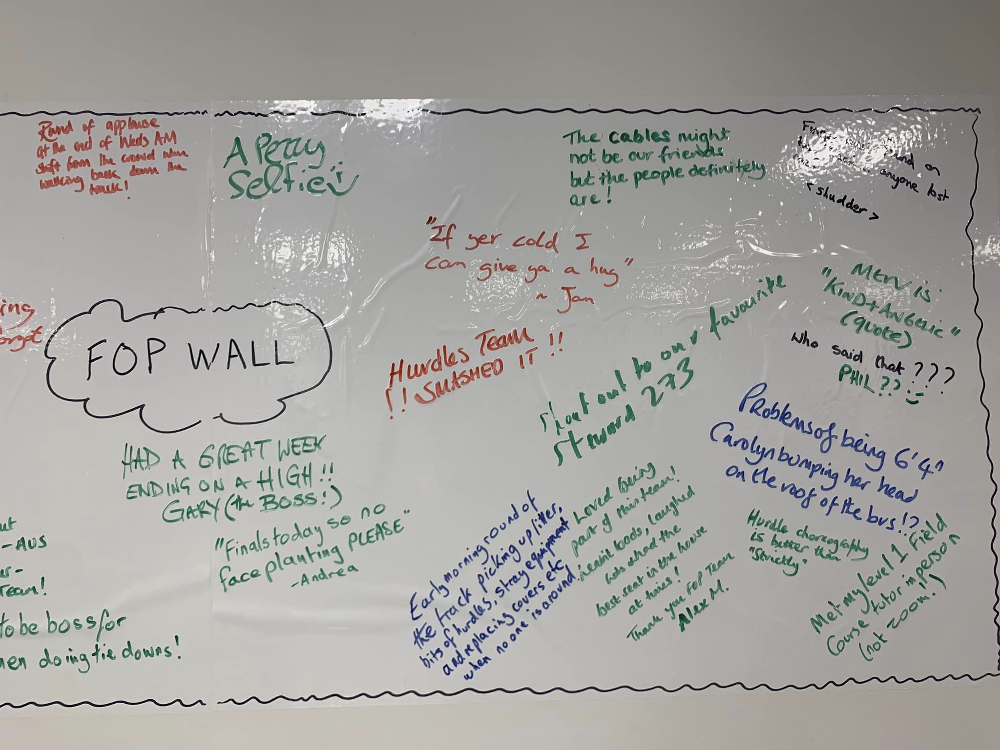 Round of applause
at the end of Weds AM
shift from the crowd when
walking back down the
track!
A Perry
Selfie
The cables might
not be our friends
but the people definitely
are!
found on
anyone lost
<shudder>
"If yer cold I
can give ya a hug"
~ Jan
Merv is
"KIND+ANGELIC"
(quote)
Who said that ???
PHIL??
ing
orget
FOP WALL
Hurdles Team
!! SMASHED IT !!
Shout out to our favourite
steward 273
Problems of being 6'4"
Carolyn bumping her head
on the roof of the bus!?
HAD A GREAT WEEK
ENDING ON A HIGH!!
GARY (the BOSS!)
"Finals today so no
face planting PLEASE"
-Andrea
Early morning round of
the track picking up litter,
bits of hurdles, stray equipment
and replacing covers etc
when no one is around.
Loved being
part of this team!
Learnt loads, laughed
lots & had the
best seat in the house
at times!
Thank you FOP Team
Alex M.
Hurdle choreography
is better than
"Strictly"
Met my level 1 Field
Course tutor in person
(not zoom!)
ut
-AUS
er-
Team!
to be boss for
hen doing tie downs!